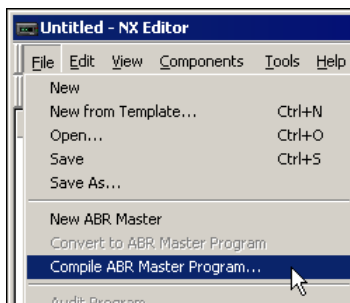 Untitled - NX Editor
File Edit View Components Tools Help
New
New from Template... Ctrl+N
Open... Ctrl+O
Save Ctrl+S
Save As...
New ABR Master
Convert to ABR Master Program
Compile ABR Master Program...
Audit Program